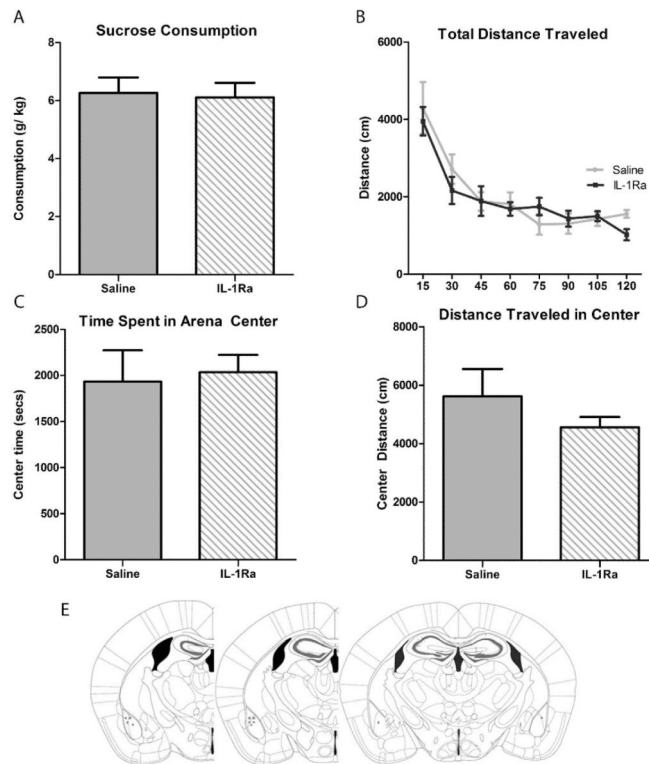 A
Sucrose Consumption
Consumption (g/ kg)
8
6
4
2
0
Saline
IL-1Ra
B
Total Distance Traveled
Distance (cm)
6000
4000
2000
0
Saline
IL-1Ra
15 30 45 60 75 90 105 120
C
Time Spent in Arena Center
Center time (secs)
2500
2000
1500
1000
500
0
Saline
IL-1Ra
D
Distance Traveled in Center
Center Distance (cm)
8000
6000
4000
2000
0
Saline
IL-1Ra
E